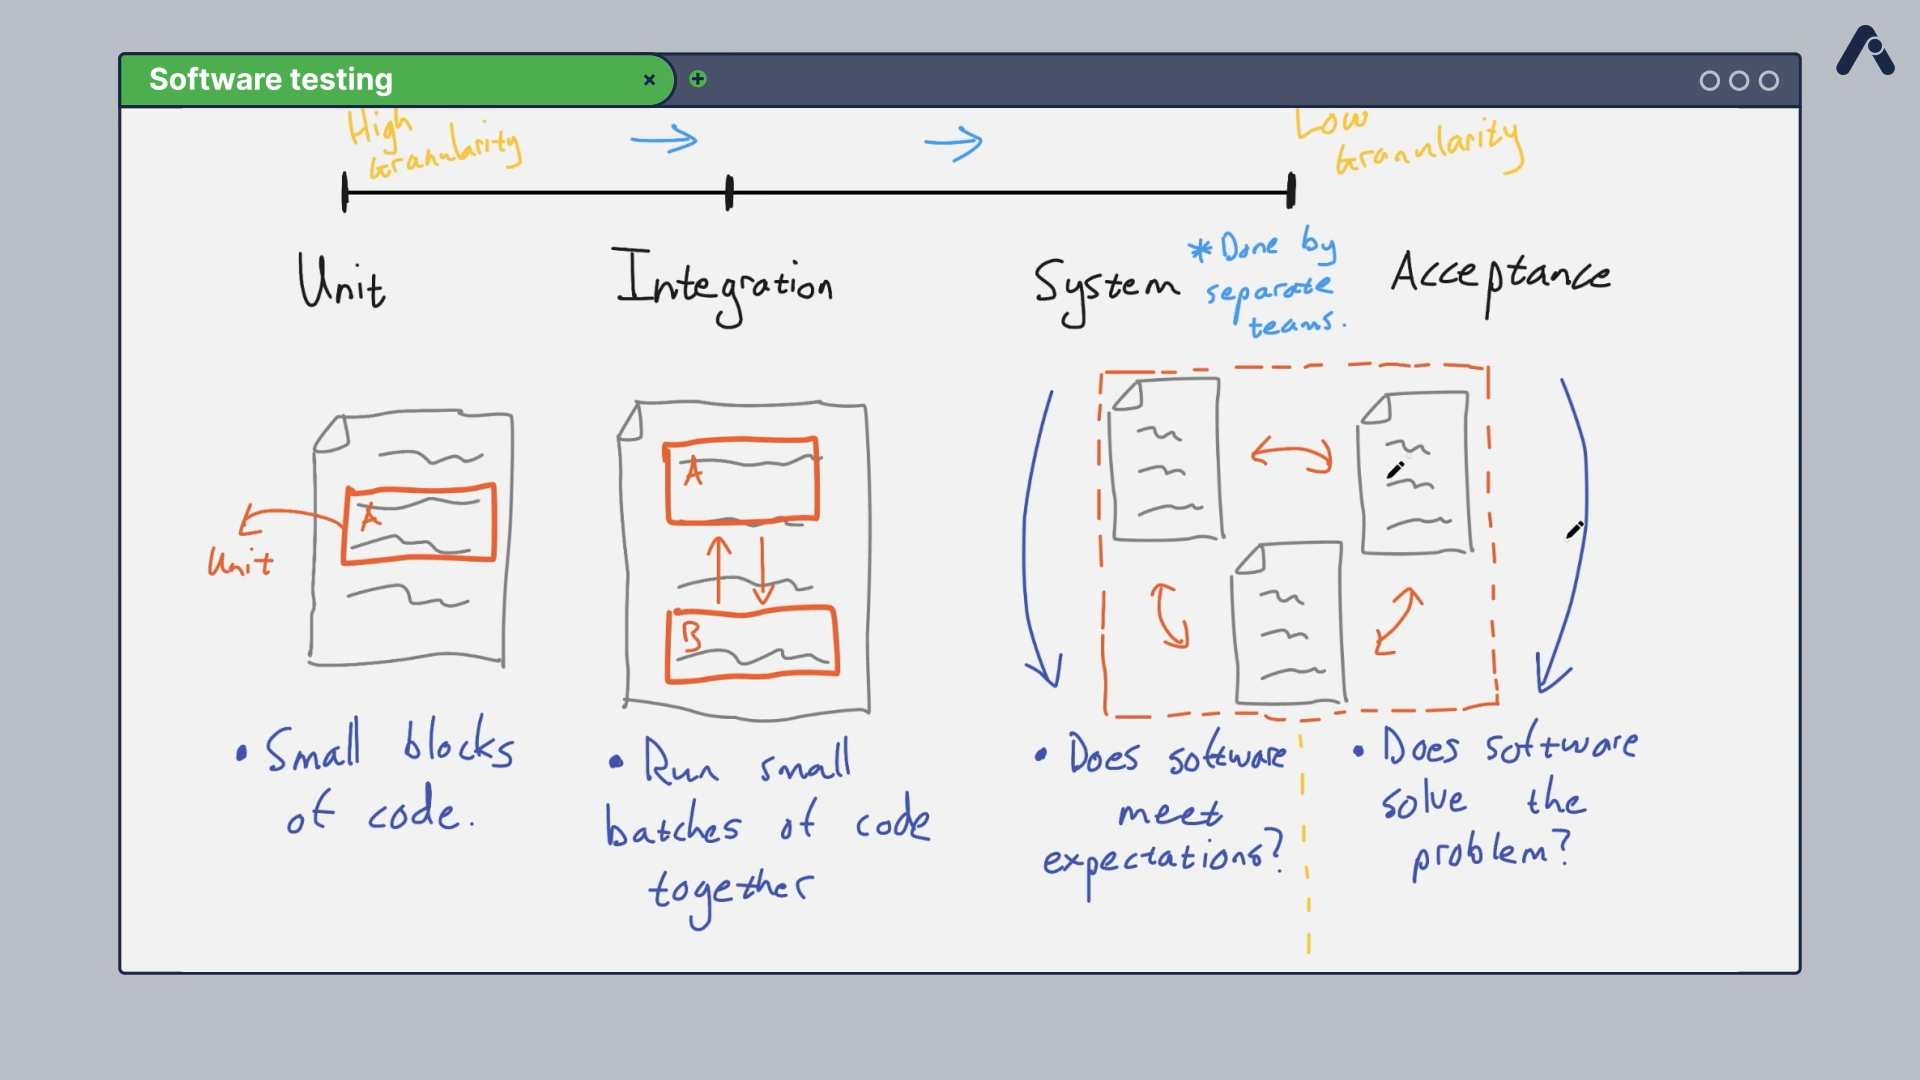 Software testing
High
Granularity
Low
Granularity
Unit
Integration
System
* Done by
separate
teams.
Acceptance
A
Unit
A
B
• Small blocks
of code.
• Run small
batches of code
together
• Does software
meet
expectations?
• Does software
solve the
problem?